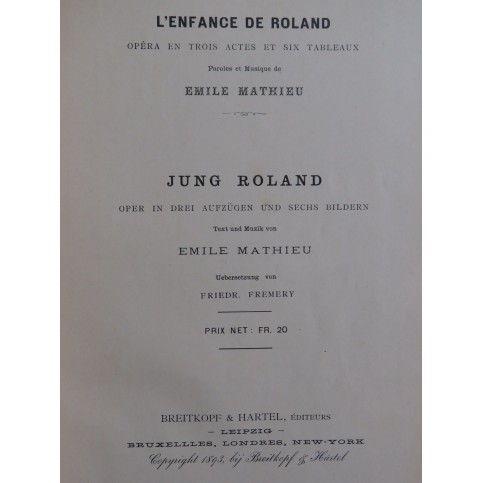 L'ENFANCE DE ROLAND
OPÉRA EN TROIS ACTES ET SIX TABLEAUX
Paroles et Musique de
EMILE MATHIEU
JUNG ROLAND
OPER IN DREI AUFZÜGEN UND SECHS BILDERN
Text und Muzik von
EMILE MATHIEU
Uebersetzung von
FRIEDR. FREMERY
PRIX NET: FR. 20
BREITKOPF & HARTEL, ÉDITEURS
– LEIPZIG –
BRUXELLLES, LONDRES, NEW-YORK
Copyright 1895, bij Breitkopf & Härtel